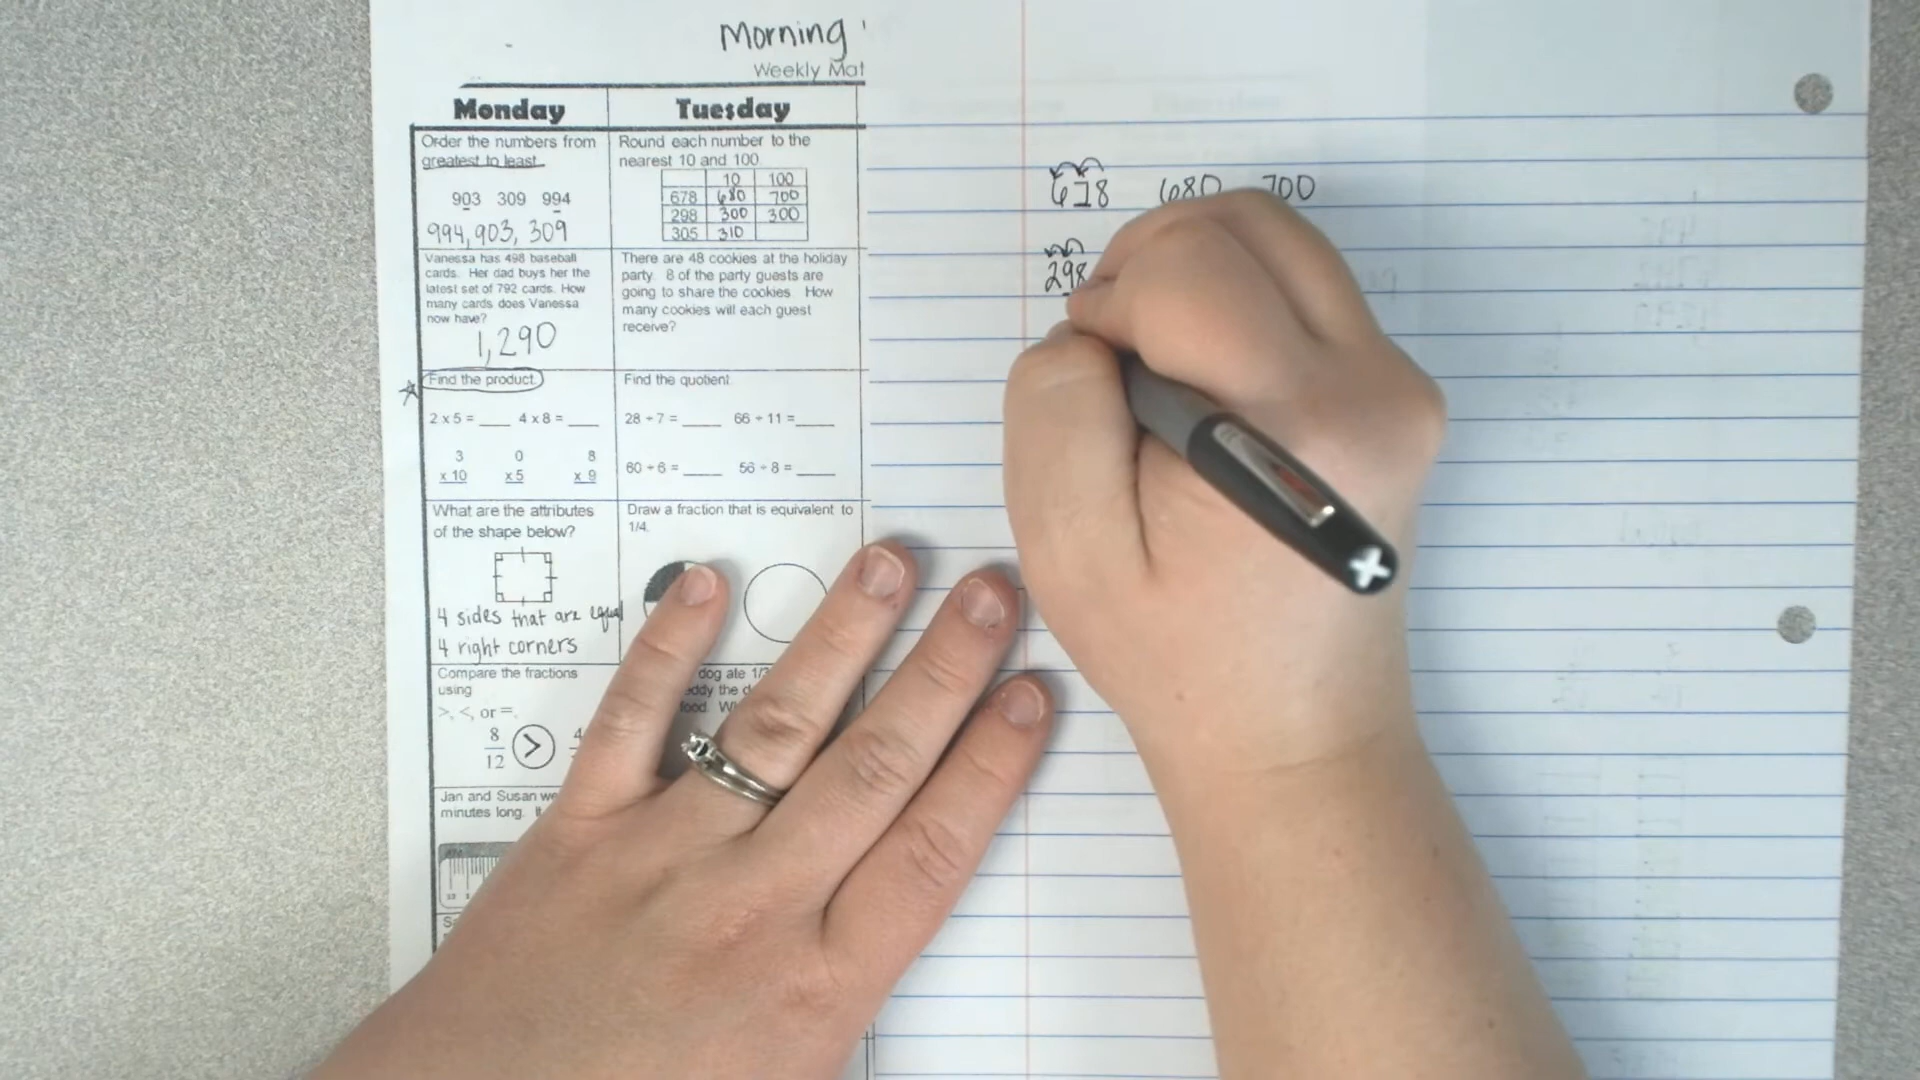 Morning
Weekly Mat
Monday
Tuesday
Order the numbers from
greatest to least.
903 309 994
994, 903, 309
Round each number to the
nearest 10 and 100.
10 100
678 680 700
298 300 300
305 310
Vanessa has 498 baseball
cards. Her dad buys her the
latest set of 792 cards. How
many cards does Vanessa
now have?
1,290
There are 48 cookies at the holiday
party. 8 of the party guests are
going to share the cookies. How
many cookies will each guest
receive?
Find the product.
2 x 5 = ____ 4 x 8 = ____
3 0 8
x 10 x 5 x 9
Find the quotient.
28 ÷ 7 = ____ 66 ÷ 11 = ____
60 ÷ 6 = ____ 56 ÷ 8 = ____
What are the attributes
of the shape below?
4 sides that are equal
4 right corners
Draw a fraction that is equivalent to
1/4.
Compare the fractions
using
>, <, or =.
8
12
>
4
dog ate 1/
the d
food.
Jan and Susan we
minutes long.
678 680 700
298